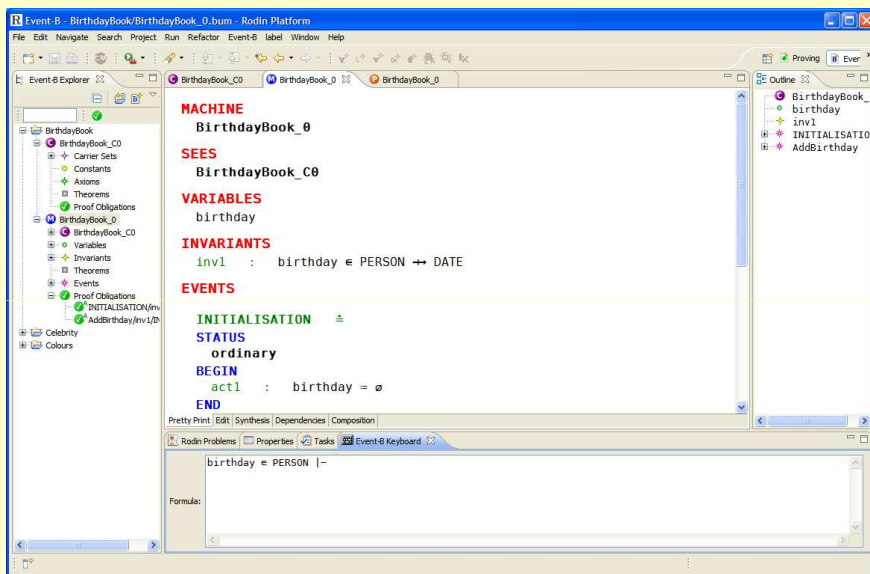 Event-B - BirthdayBook/BirthdayBook_0.bum - Rodin Platform
File Edit Navigate Search Project Run Refactor Event-B label Window Help
Proving Ever
Event-B Explorer
BirthdayBook
BirthdayBook_C0
Carrier Sets
Constants
Axioms
Theorems
Proof Obligations
BirthdayBook_0
BirthdayBook_C0
Variables
Invariants
Theorems
Events
Proof Obligations
INITIALISATION/inv
AddBirthday/inv1/IN
Celebrity
Colours
BirthdayBook_C0 BirthdayBook_0 BirthdayBook_0
MACHINE
BirthdayBook_0
SEES
BirthdayBook_C0
VARIABLES
birthday
INVARIANTS
inv1 : birthday ∈ PERSON ⇸ DATE
EVENTS
INITIALISATION ≙
STATUS
ordinary
BEGIN
act1 : birthday ≔ ∅
END
Pretty Print Edit Synthesis Dependencies Composition
Outline
BirthdayBook_
birthday
inv1
INITIALISATIO
AddBirthday
Rodin Problems Properties Tasks Event-B Keyboard
Formula:
birthday ∈ PERSON |-